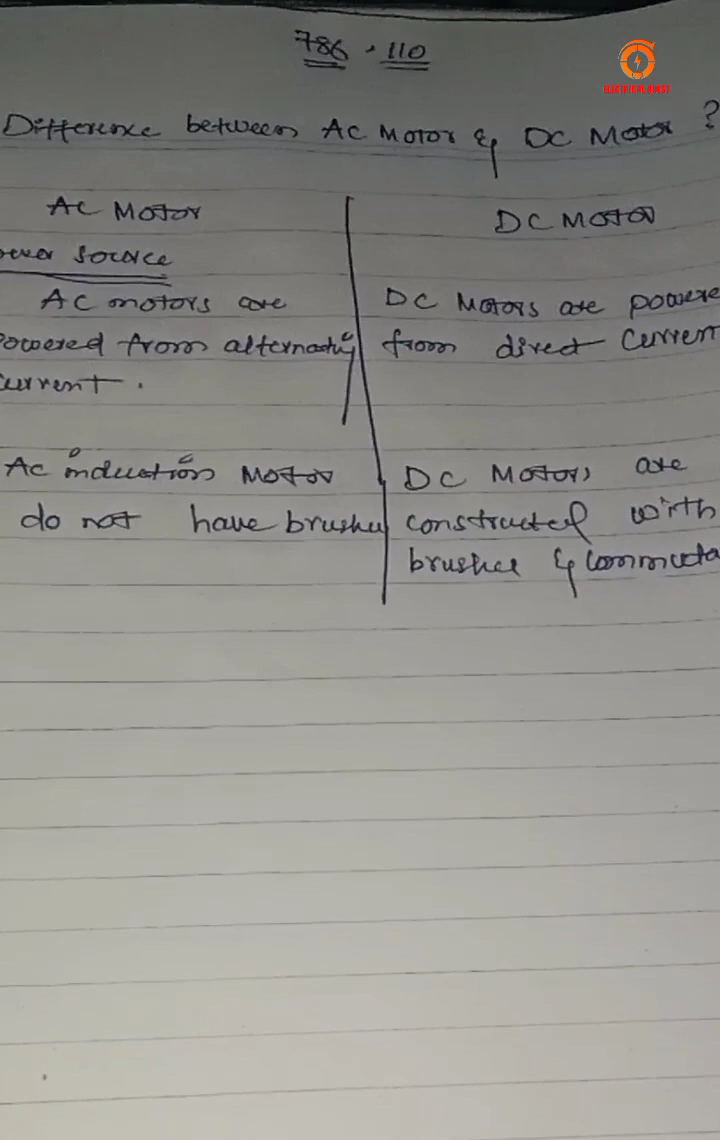 786 . 110
Difference between AC Motor & DC Motor ?
AC Motor
DC Motor
ower source
AC motors are
powered from alternating
current .
DC Motors are powere
from direct curren
AC induction Motor
do not have brushes
DC Motors are
constructed with
brushes & commuta